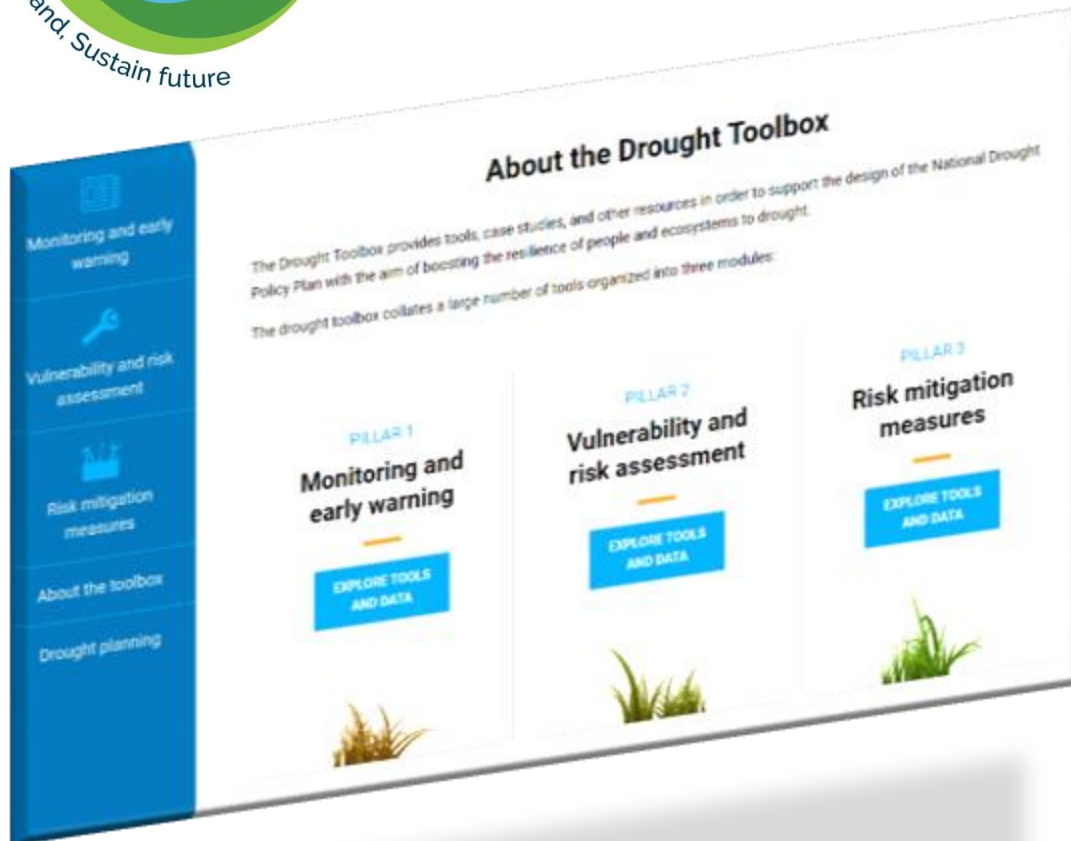 and, Sustain future
Monitoring and early
warning
Vulnerability and risk
assessment
Risk mitigation
measures
About the toolbox
Drought planning
About the Drought Toolbox
The Drought Toolbox provides tools, case studies, and other resources in order to support the design of the National Drought
Policy Plan with the aim of boosting the resilience of people and ecosystems to drought.
The drought toolbox collates a large number of tools organized into three modules:
PILLAR 1
Monitoring and
early warning
EXPLORE TOOLS
AND DATA
PILLAR 2
Vulnerability and
risk assessment
EXPLORE TOOLS
AND DATA
PILLAR 3
Risk mitigation
measures
EXPLORE TOOLS
AND DATA